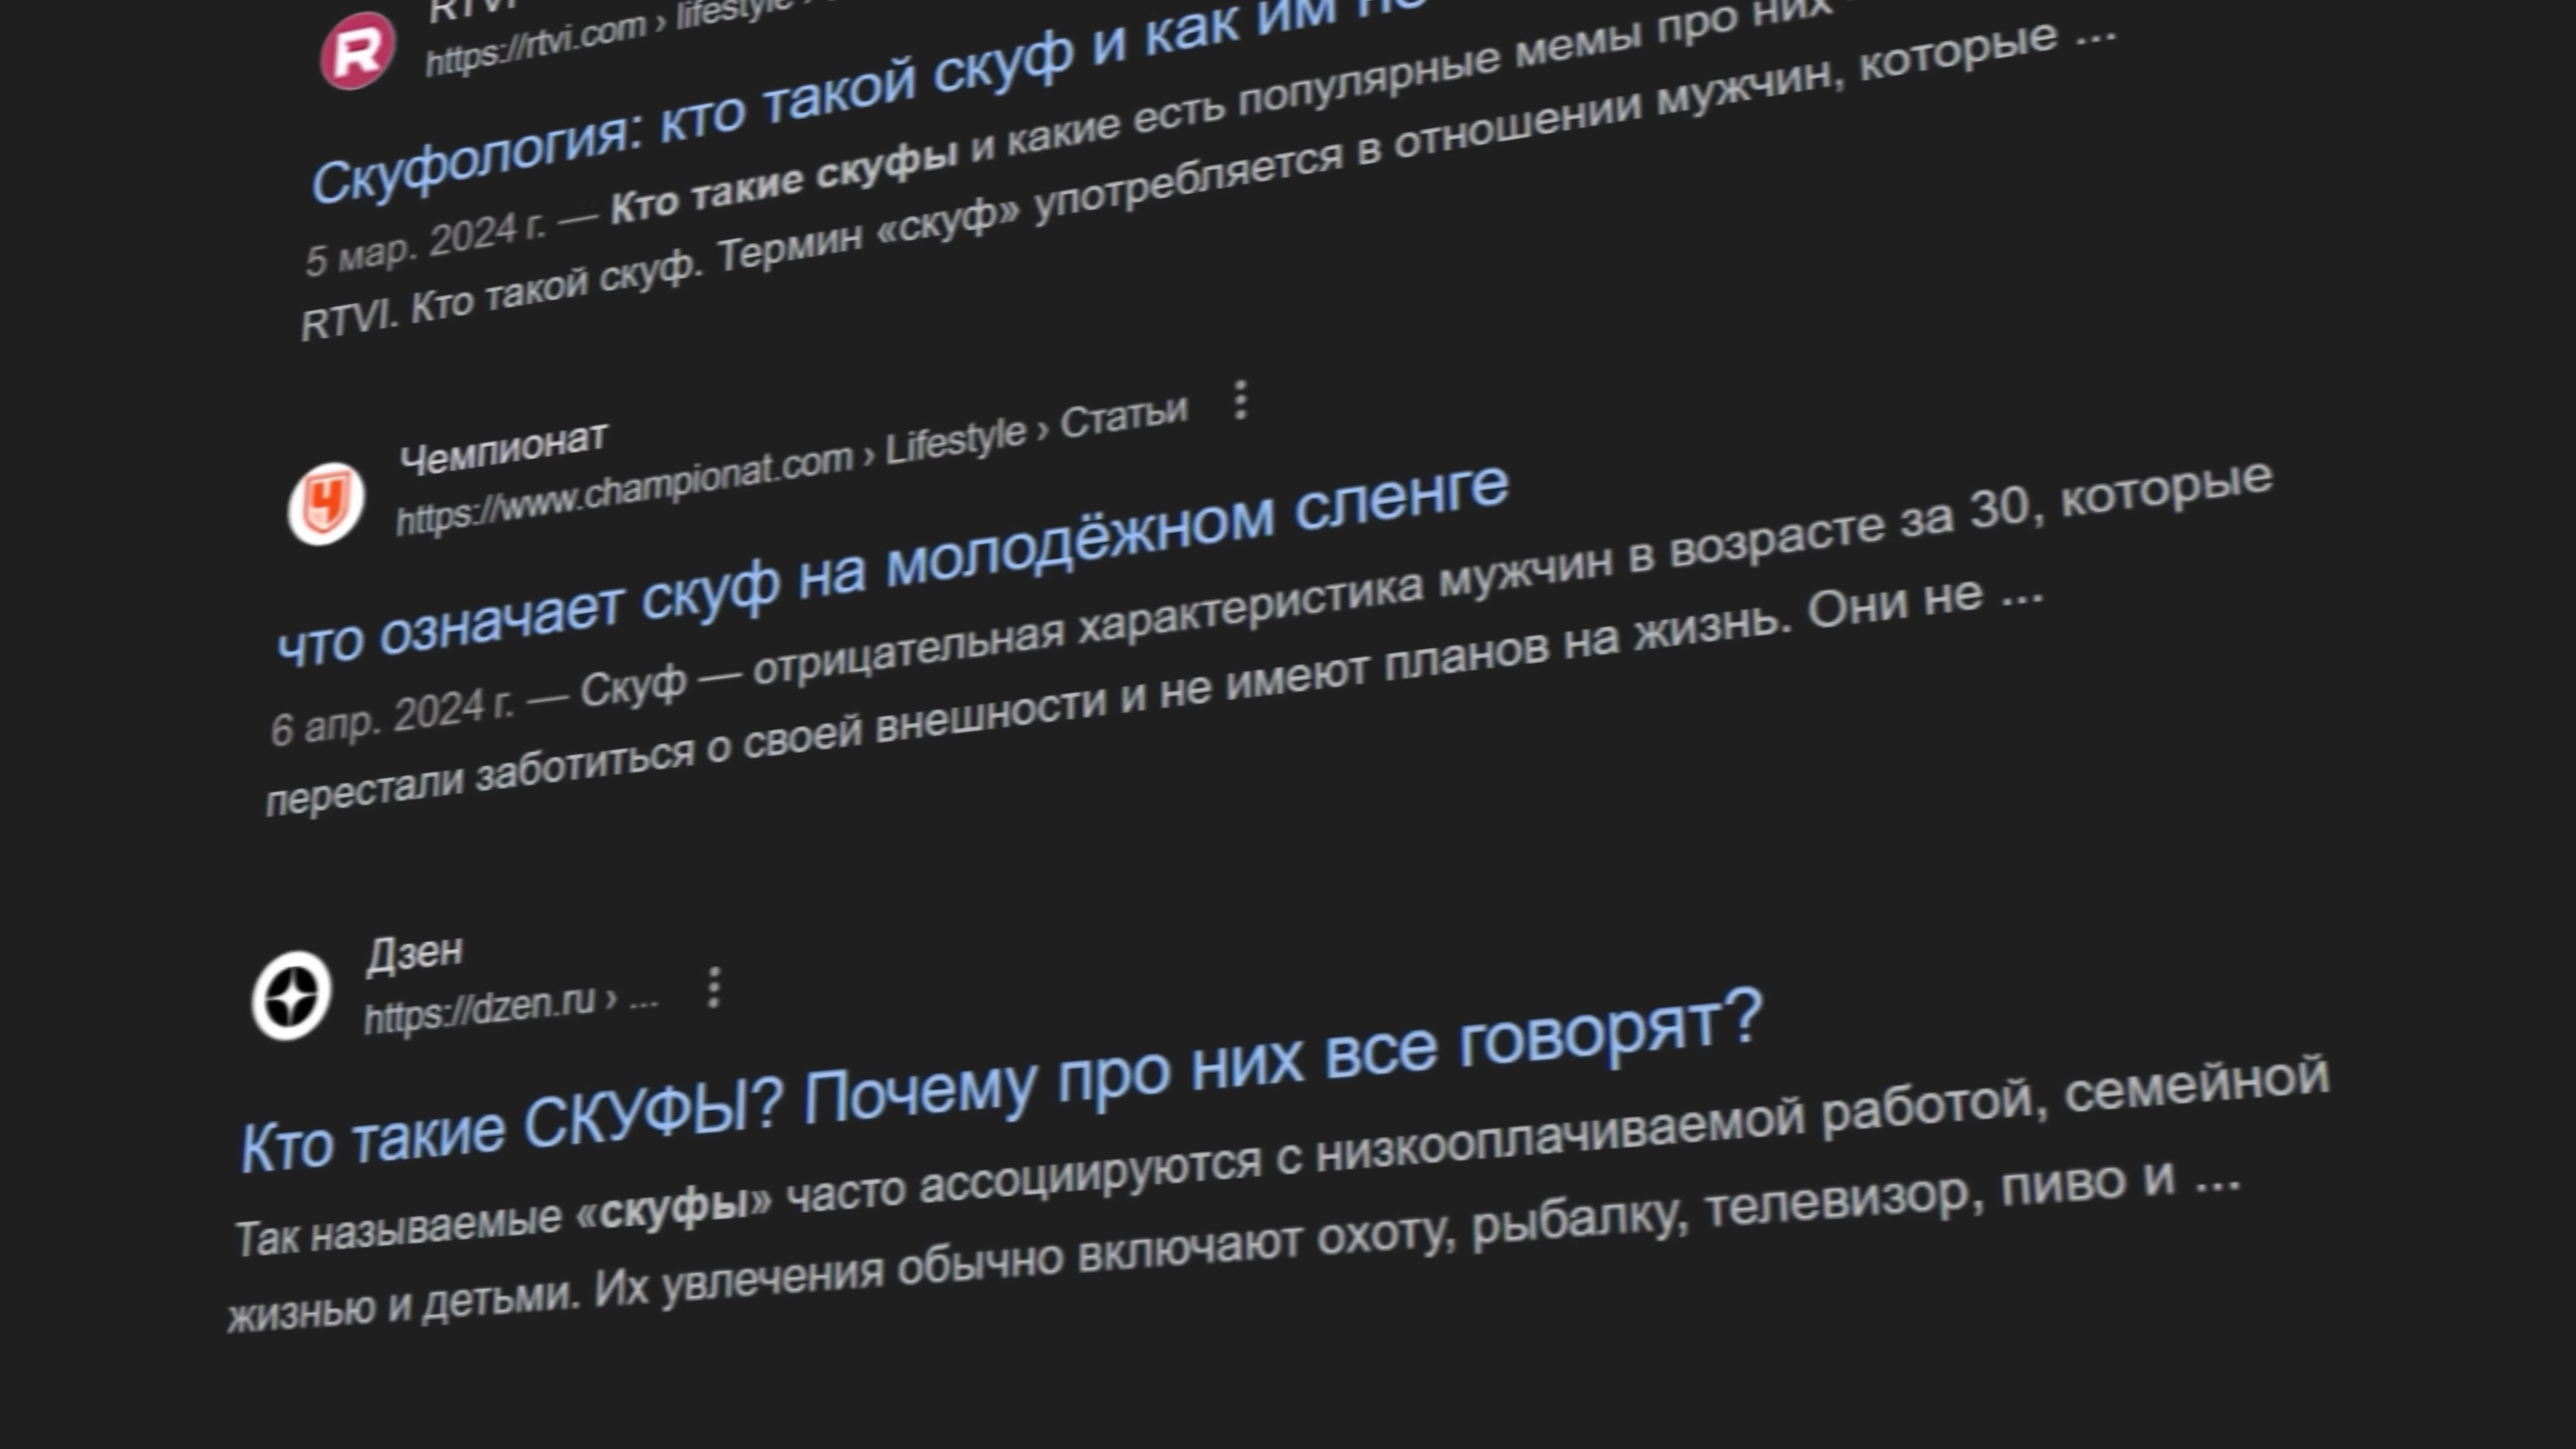 RTVI
https://rtvi.com › lifestyle
Скуфология: кто такой скуф и как им
5 мар. 2024 г. — Кто такие скуфы и какие есть популярные мемы про них
RTVI. Кто такой скуф. Термин «скуф» употребляется в отношении мужчин, которые ...
Чемпионат
https://www.championat.com › Lifestyle › Статьи
что означает скуф на молодёжном сленге
6 апр. 2024 г. — Скуф — отрицательная характеристика мужчин в возрасте за 30, которые
перестали заботиться о своей внешности и не имеют планов на жизнь. Они не ...
Дзен
https://dzen.ru › ...
Кто такие СКУФЫ? Почему про них все говорят?
Так называемые «скуфы» часто ассоциируются с низкооплачиваемой работой, семейной
жизнью и детьми. Их увлечения обычно включают охоту, рыбалку, телевизор, пиво и ...